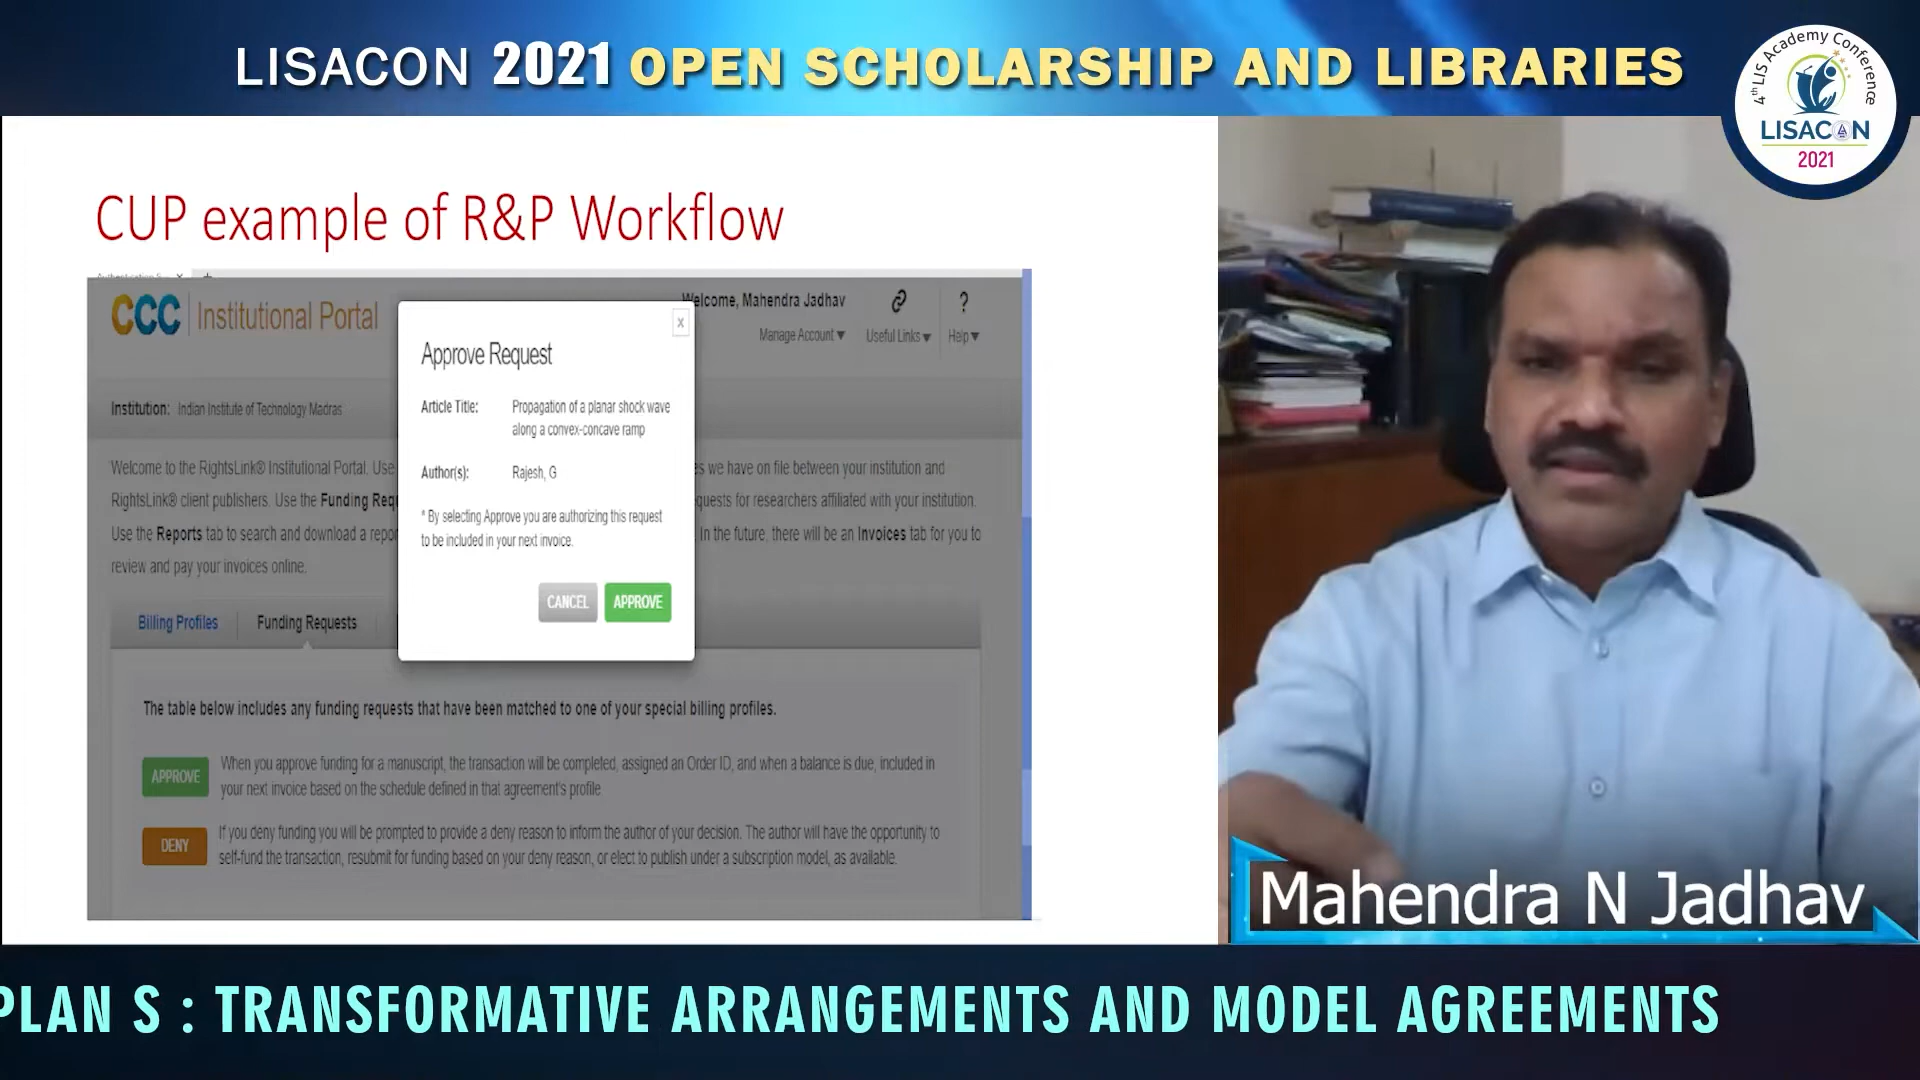 LISACON 2021 OPEN SCHOLARSHIP AND LIBRARIES
4th LIS Academy Conference
LISACON
2021
CUP example of R&P Workflow
CCC Institutional Portal
Welcome, Mahendra Jadhav
Manage Account ▼
Useful Links ▼
? Help ▼
Institution: Indian Institute of Technology Madras
Welcome to the RightsLink® Institutional Portal. Use
es we have on file between your institution and
RightsLink® client publishers. Use the Funding Req
quests for researchers affiliated with your institution.
Use the Reports tab to search and download a repo
In the future, there will be an Invoices tab for you to
review and pay your invoices online.
x
Approve Request
Article Title: Propagation of a planar shock wave
along a convex-concave ramp
Author(s): Rajesh, G
* By selecting Approve you are authorizing this request
to be included in your next invoice.
CANCEL APPROVE
Billing Profiles Funding Requests
The table below includes any funding requests that have been matched to one of your special billing profiles.
APPROVE When you approve funding for a manuscript, the transaction will be completed, assigned an Order ID, and when a balance is due, included in
your next invoice based on the schedule defined in that agreement's profile
DENY If you deny funding you will be prompted to provide a deny reason to inform the author of your decision. The author will have the opportunity to
self-fund the transaction, resubmit for funding based on your deny reason, or elect to publish under a subscription model, as available.
Mahendra N Jadhav
PLAN S : TRANSFORMATIVE ARRANGEMENTS AND MODEL AGREEMENTS